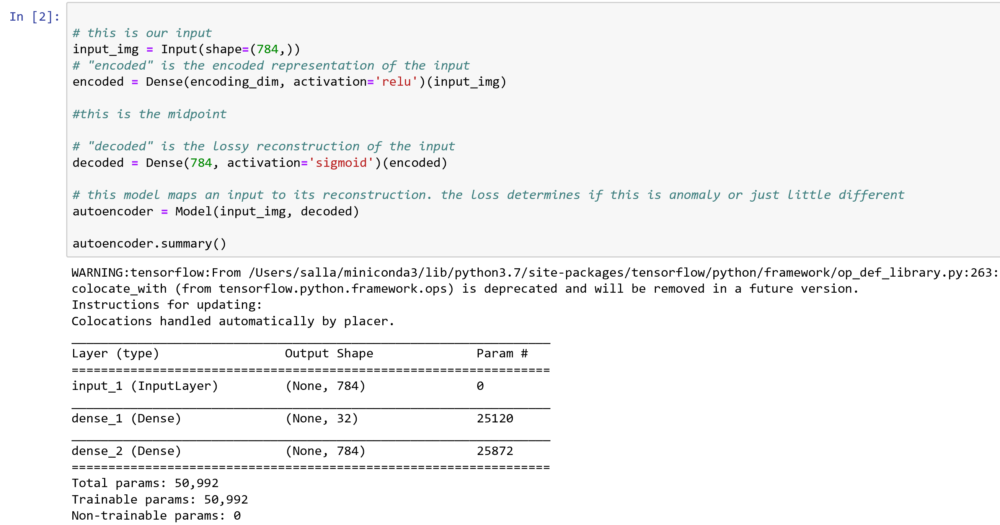 In [2]:
# this is our input
input_img = Input(shape=(784,))
# "encoded" is the encoded representation of the input
encoded = Dense(encoding_dim, activation='relu')(input_img)
#this is the midpoint
# "decoded" is the lossy reconstruction of the input
decoded = Dense(784, activation='sigmoid')(encoded)
# this model maps an input to its reconstruction. the loss determines if this is anomaly or just little different
autoencoder = Model(input_img, decoded)
autoencoder.summary()
WARNING:tensorflow:From /Users/salla/miniconda3/lib/python3.7/site-packages/tensorflow/python/framework/op_def_library.py:263:
colocate_with (from tensorflow.python.framework.ops) is deprecated and will be removed in a future version.
Instructions for updating:
Colocations handled automatically by placer.
_________________________________________________________________
Layer (type)                 Output Shape              Param #
=================================================================
input_1 (InputLayer)         (None, 784)               0
_________________________________________________________________
dense_1 (Dense)              (None, 32)                25120
_________________________________________________________________
dense_2 (Dense)              (None, 784)               25872
=================================================================
Total params: 50,992
Trainable params: 50,992
Non-trainable params: 0